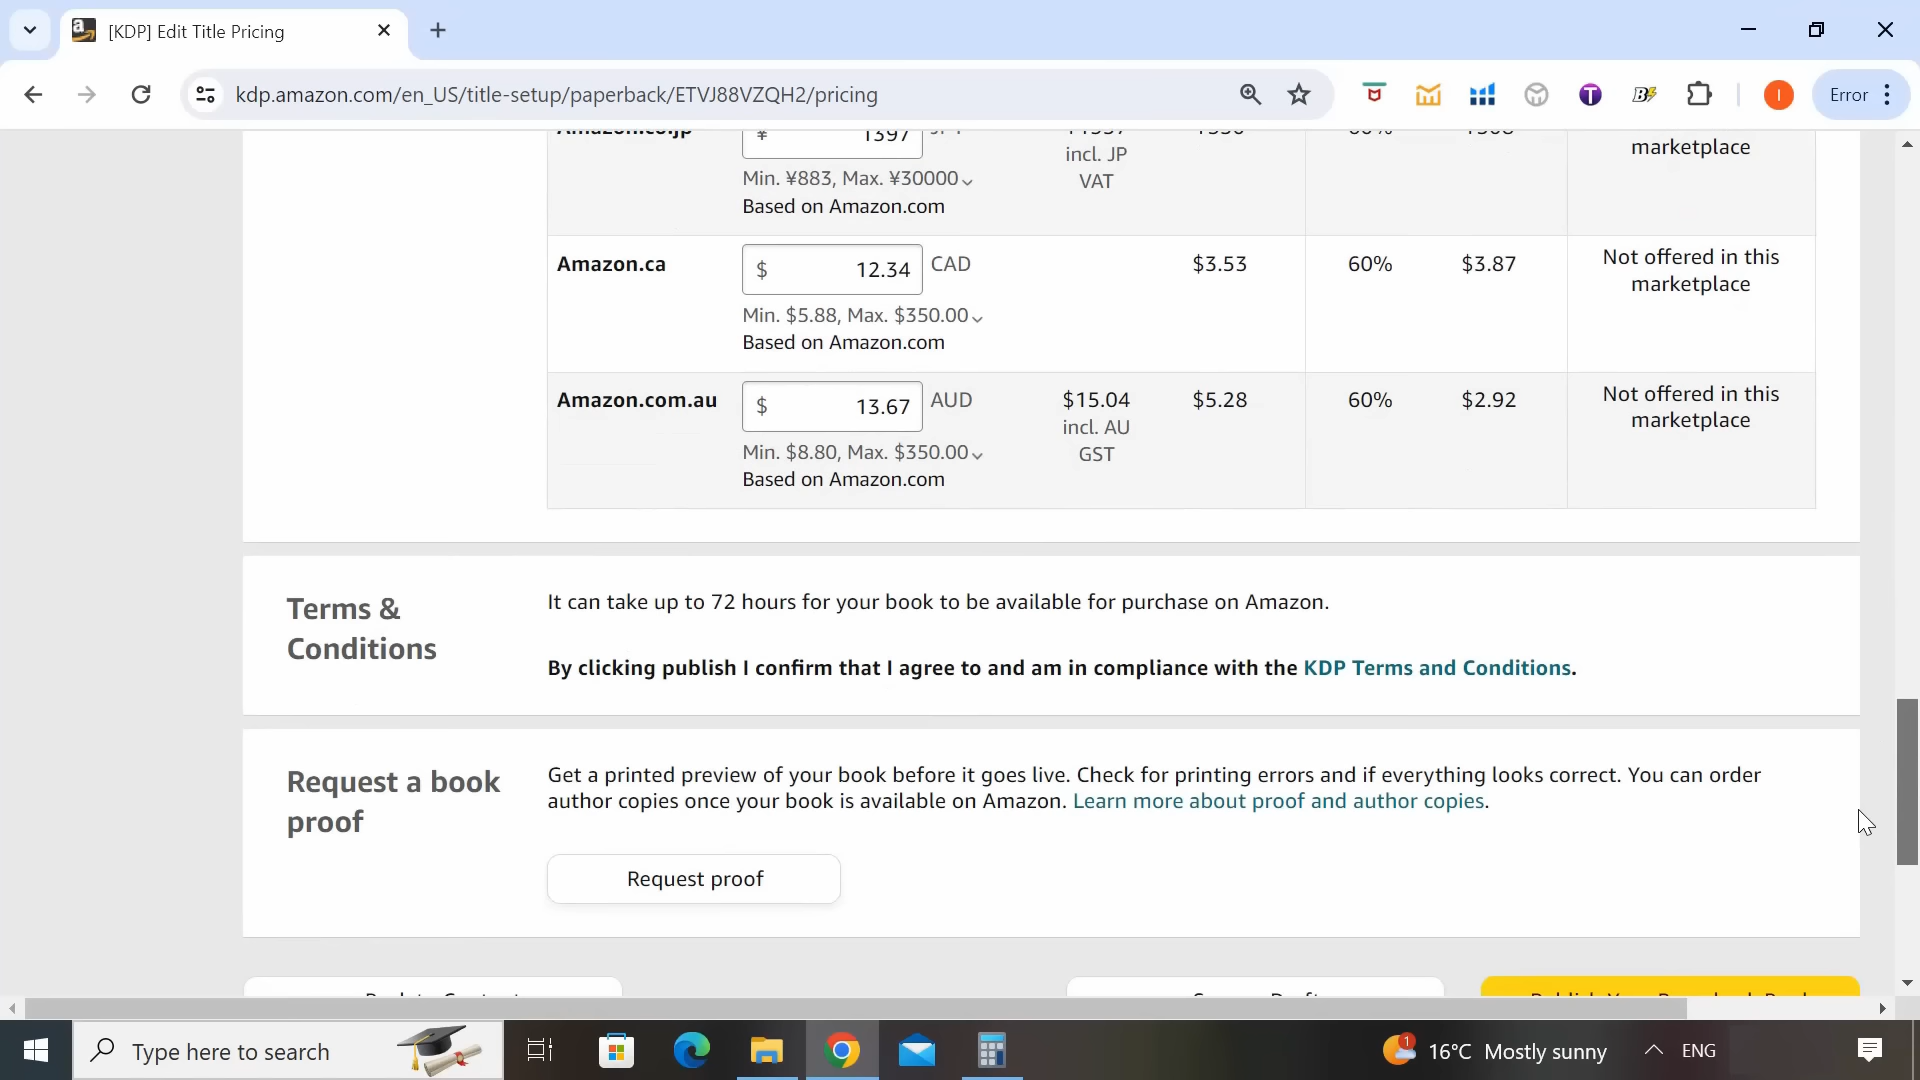 [KDP] Edit Title Pricing
kdp.amazon.com/en_US/title-setup/paperback/ETVJ88VZQH2/pricing
Error
Amazon.co.jp ¥ 1397 JPY 60% marketplace
incl. JP
VAT
Min. ¥883, Max. ¥30000
Based on Amazon.com
Amazon.ca $ 12.34 CAD $3.53 60% $3.87 Not offered in this
marketplace
Min. $5.88, Max. $350.00
Based on Amazon.com
Amazon.com.au $ 13.67 AUD $15.04 $5.28 60% $2.92 Not offered in this
incl. AU marketplace
GST
Min. $8.80, Max. $350.00
Based on Amazon.com
Terms &
Conditions
It can take up to 72 hours for your book to be available for purchase on Amazon.
By clicking publish I confirm that I agree to and am in compliance with the KDP Terms and Conditions.
Request a book
proof
Get a printed preview of your book before it goes live. Check for printing errors and if everything looks correct. You can order
author copies once your book is available on Amazon. Learn more about proof and author copies.
Request proof
Type here to search
1
16°C Mostly sunny
ENG